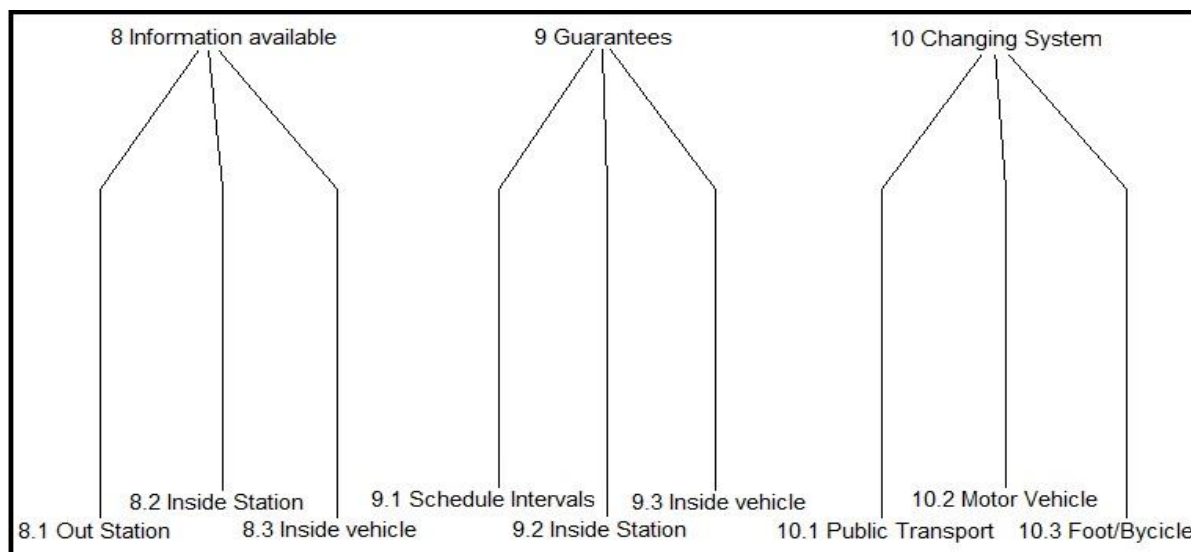 8 Information available
9 Guarantees
10 Changing System
8.2 Inside Station
9.1 Schedule Intervals
9.3 Inside vehicle
10.2 Motor Vehicle
8.1 Out Station
8.3 Inside vehicle
9.2 Inside Station
10.1 Public Transport
10.3 Foot/Bycicle